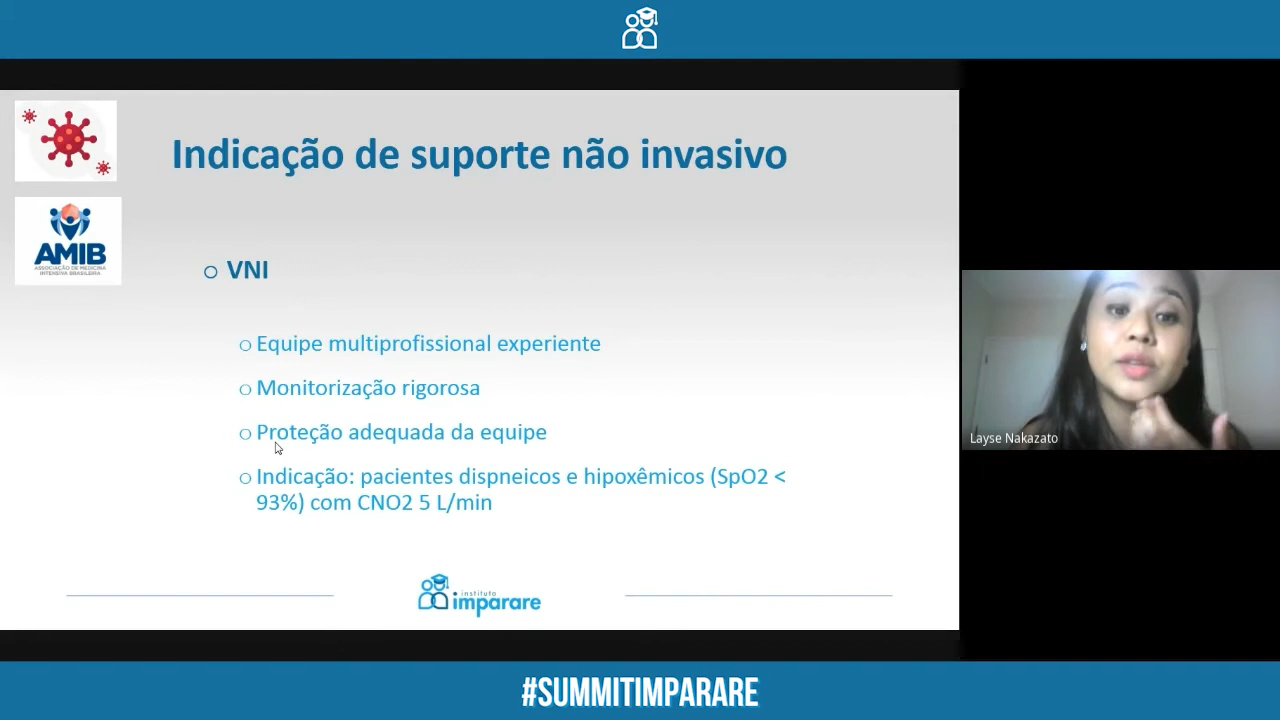 Indicação de suporte não invasivo
AMIB
ASSOCIAÇÃO DE MEDICINA
INTENSIVA BRASILEIRA
VNI
Equipe multiprofissional experiente
Monitorização rigorosa
Proteção adequada da equipe
Indicação: pacientes dispneicos e hipoxêmicos (SpO2 <
93%) com CNO2 5 L/min
Layse Nakazato
instituto
imparare
#SUMMITIMPARARE